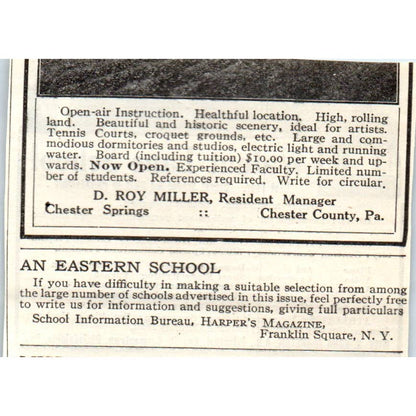 Open-air Instruction. Healthful location. High, rolling
land. Beautiful and historic scenery, ideal for artists.
Tennis Courts, croquet grounds, etc. Large and com-
modious dormitories and studios, electric light and running
water. Board (including tuition) $10.00 per week and up-
wards. Now Open. Experienced Faculty. Limited num-
ber of students. References required. Write for circular.
D. ROY MILLER, Resident Manager
Chester Springs :: Chester County, Pa.
AN EASTERN SCHOOL
If you have difficulty in making a suitable selection from among
the large number of schools advertised in this issue, feel perfectly free
to write us for information and suggestions, giving full particulars
School Information Bureau, HARPER'S MAGAZINE,
Franklin Square, N. Y.